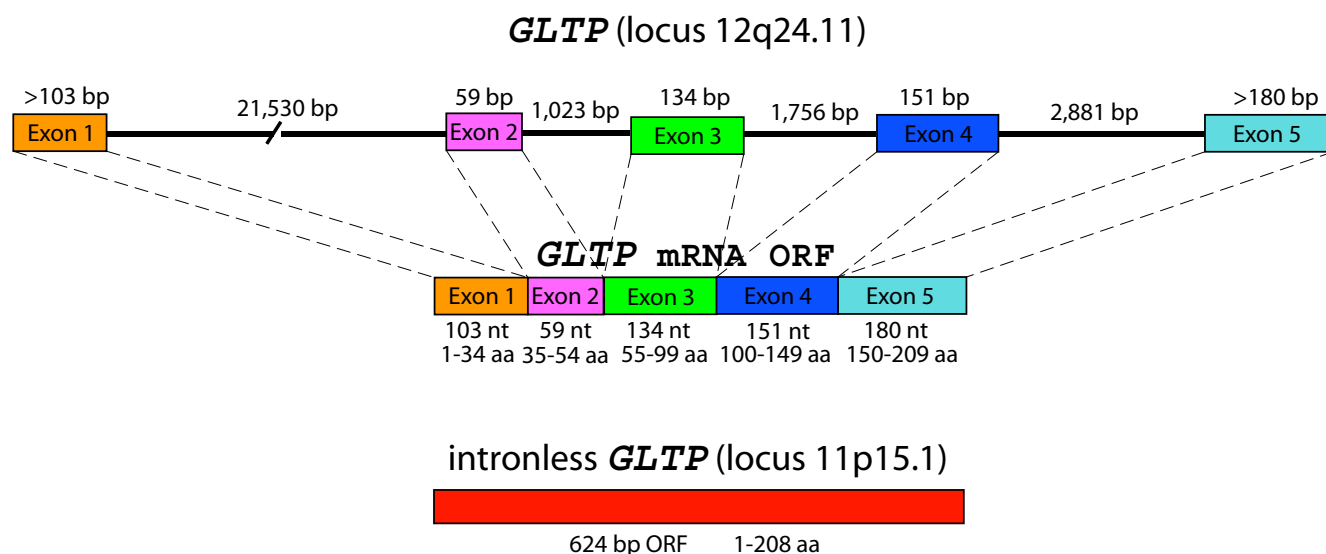 GLTP (locus 12q24.11)
>103 bp 21,530 bp 59 bp 1,023 bp 134 bp 1,756 bp 151 bp 2,881 bp >180 bp
Exon 1 Exon 2 Exon 3 Exon 4 Exon 5
GLTP mRNA ORF
Exon 1 Exon 2 Exon 3 Exon 4 Exon 5
103 nt 59 nt 134 nt 151 nt 180 nt
1-34 aa 35-54 aa 55-99 aa 100-149 aa 150-209 aa
intronless GLTP (locus 11p15.1)
624 bp ORF 1-208 aa